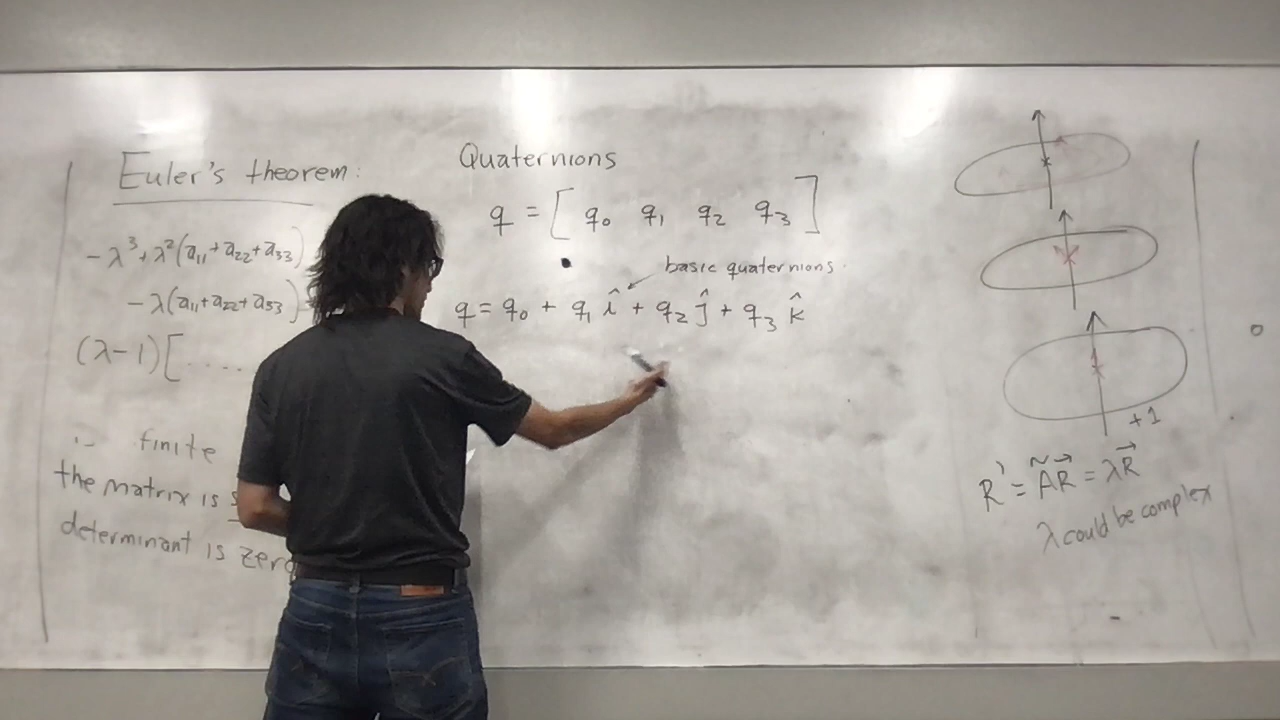 Euler's theorem:
-λ³+λ²(a₁₁+a₂₂+a₃₃)
-λ(a₁₁+a₂₂+a₃₃)
(λ-1)[.....
finite
the matrix is
determinant is zero
Quaternions
q = [ q₀ q₁ q₂ q₃ ]
basic quaternions.
q = q₀ + q₁ î + q₂ ĵ + q₃ k̂
+1
R' = ÃR⃗ = λR⃗
λ could be complex